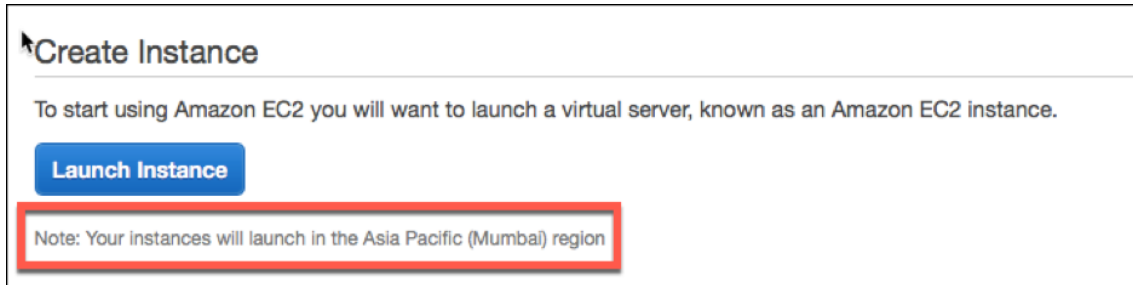 Create Instance
To start using Amazon EC2 you will want to launch a virtual server, known as an Amazon EC2 instance.
Launch Instance
Note: Your instances will launch in the Asia Pacific (Mumbai) region